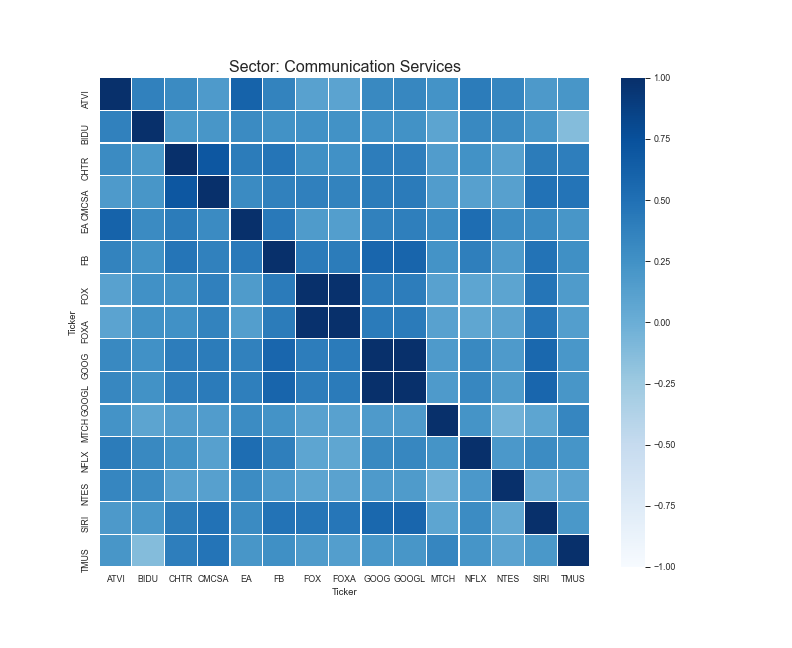 Sector: Communication Services
ATVI
BIDU
CHTR
CMCSA
EA
FB
FOX
FOXA
GOOG
GOOGL
MTCH
NFLX
NTES
SIRI
TMUS
Ticker
ATVI BIDU CHTR CMCSA EA FB FOX FOXA GOOG GOOGL MTCH NFLX NTES SIRI TMUS
Ticker
1.00
0.75
0.50
0.25
0.00
−0.25
−0.50
−0.75
−1.00